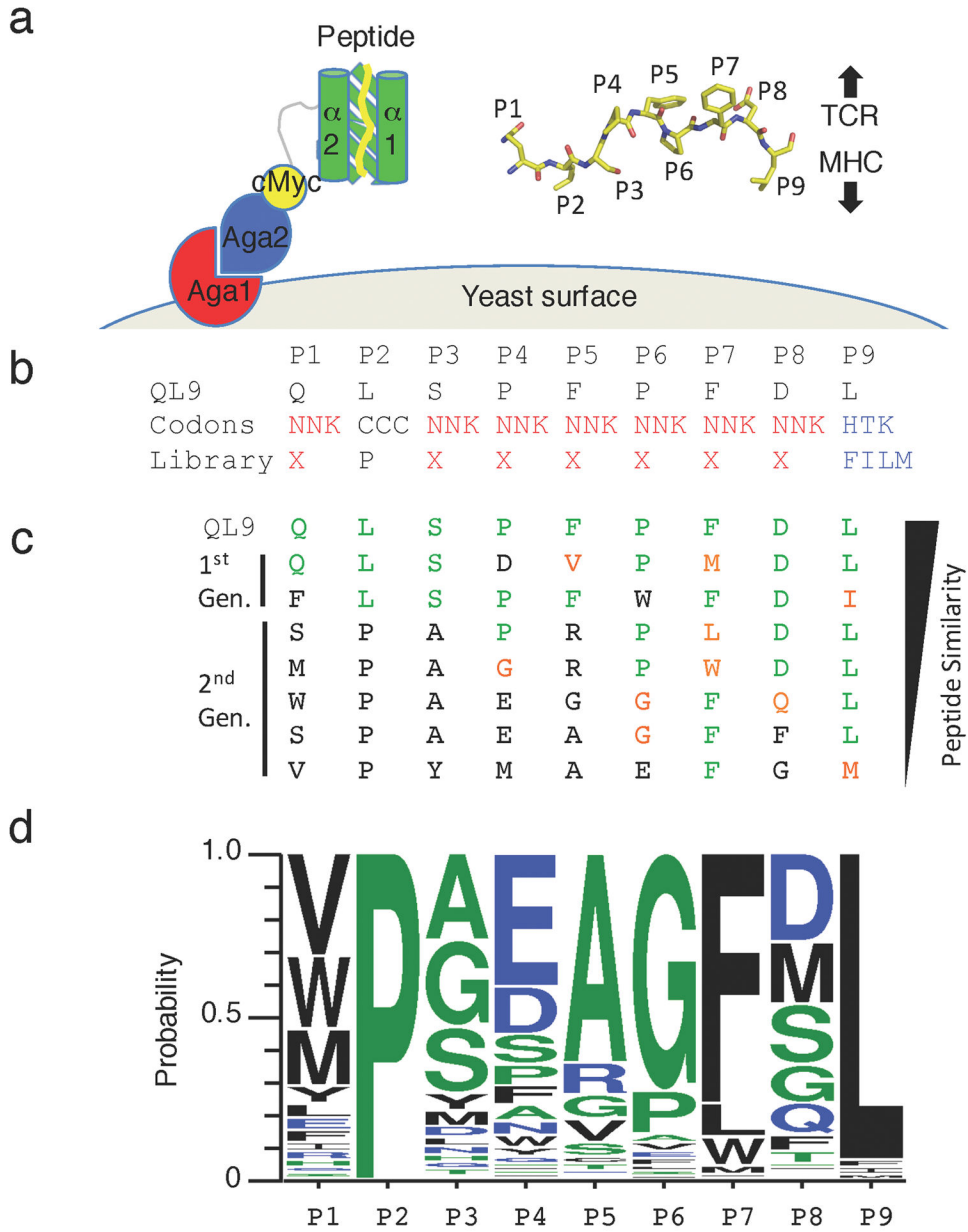 a
Peptide
α
2
α
1
cMyc
Aga2
Aga1
Yeast surface
P1
P2
P3
P4
P5
P6
P7
P8
P9
TCR
MHC
b
P1 P2 P3 P4 P5 P6 P7 P8 P9
QL9 Q L S P F P F D L
Codons NNK CCC NNK NNK NNK NNK NNK NNK HTK
Library X P X X X X X X FILM
c
QL9 Q L S P F P F D L
1st Q L S D V P M D L
Gen. F L S P F W F D I
S P A P R P L D L
2nd M P A G R P W D L
Gen. W P A E G G F Q L
S P A E A G F F L
V P Y M A E F G M
Peptide Similarity
d
Probability
1.0
0.5
0
V P A E A G F D L
W G D R P L M
M S S G W S
Y P V G
Y F S Q
M A F
D N T
N W
P1 P2 P3 P4 P5 P6 P7 P8 P9